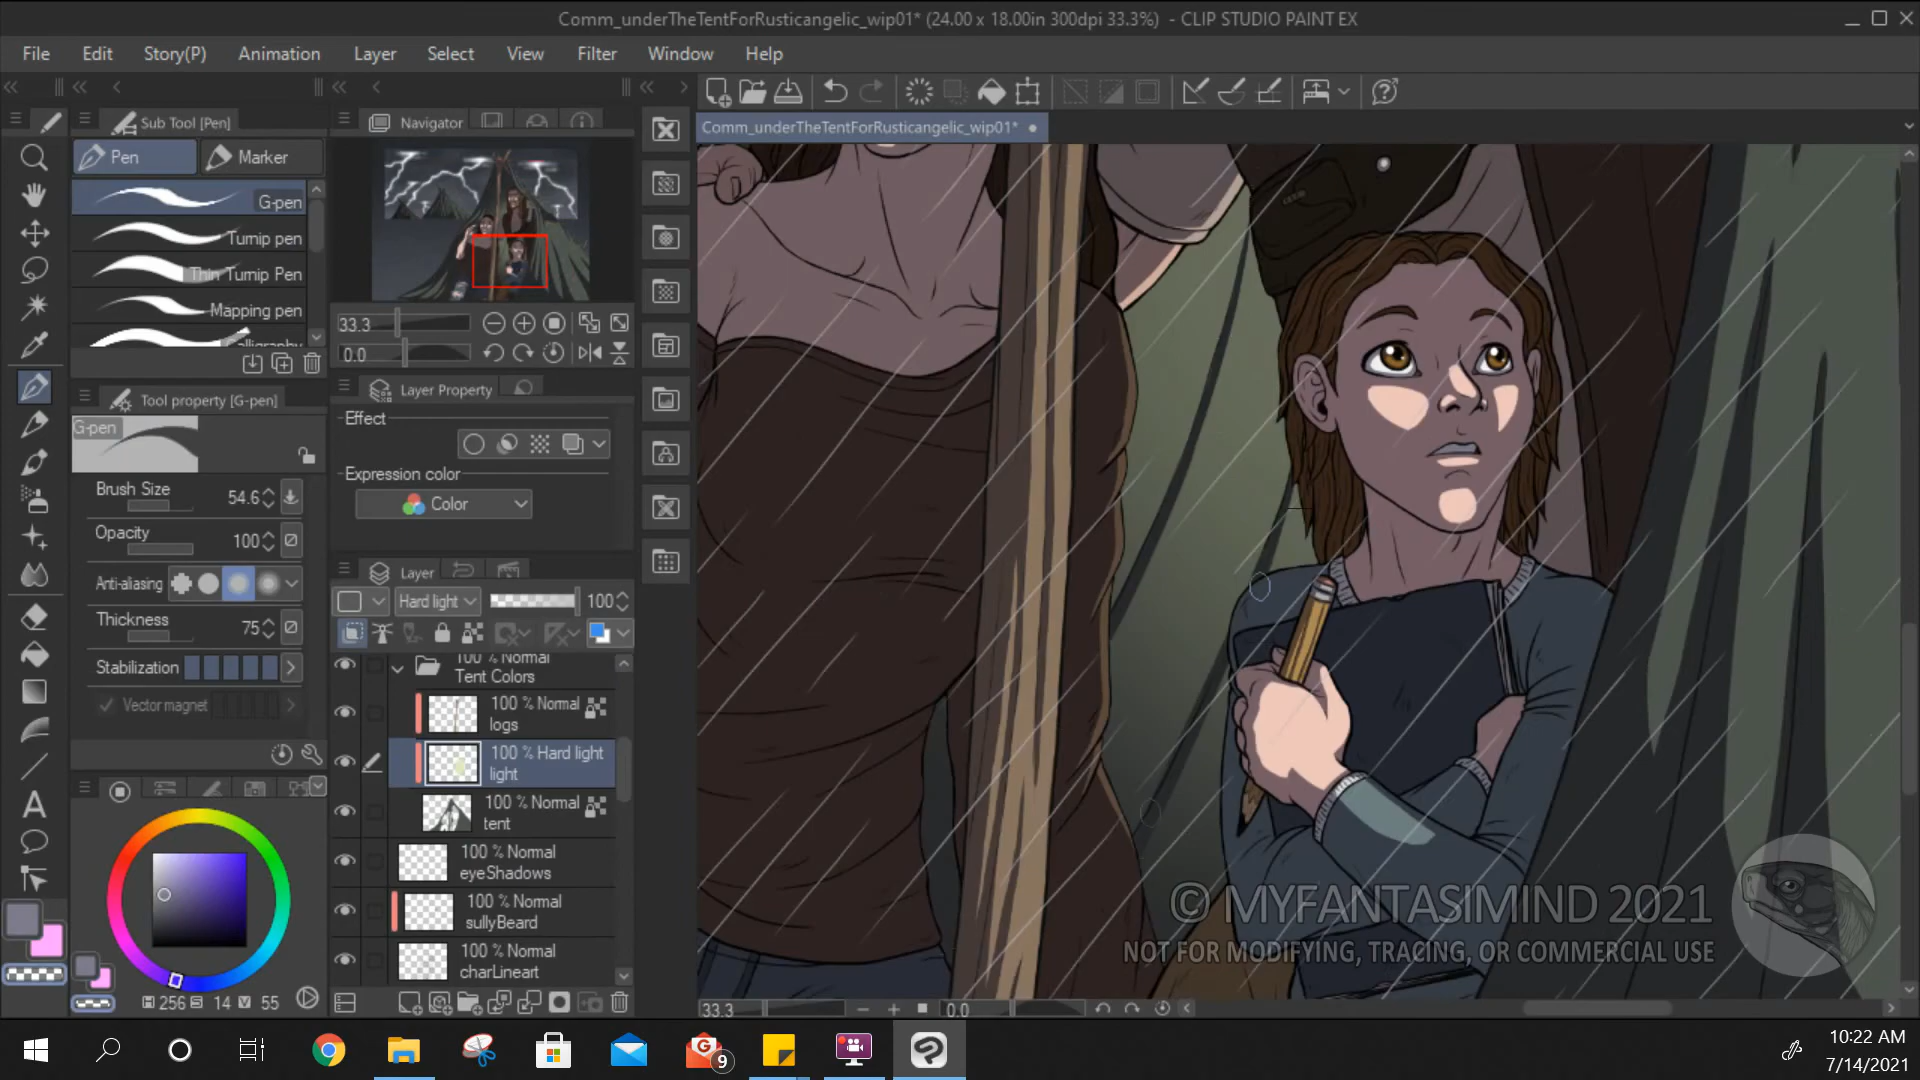 Comm_underTheTentForRusticangelic_wip01* (24.00 x 18.00in 300dpi 33.3%) - CLIP STUDIO PAINT EX
File Edit Story(P) Animation Layer Select View Filter Window Help
Sub Tool [Pen]
Navigator
Comm_underTheTentForRusticangelic_wip01*
Pen
Marker
G-pen
Turnip pen
Thin Turnip Pen
Mapping pen
Calligraphy
33.3
0.0
Tool property [G-pen]
G-pen
Brush Size 54.6
Opacity 100
Anti-aliasing
Thickness 75
Stabilization
Vector magnet
Layer Property
Effect
Expression color
Color
Layer
Hard light 100
100 % Normal
Tent Colors
100 % Normal
logs
100 % Hard light
light
100 % Normal
tent
100 % Normal
eyeShadows
100 % Normal
sullyBeard
100 % Normal
charLineart
H 256 S 14 V 55
© MYFANTASIMIND 2021
NOT FOR MODIFYING, TRACING, OR COMMERCIAL USE
33.3
0.0
G
9
10:22 AM
7/14/2021